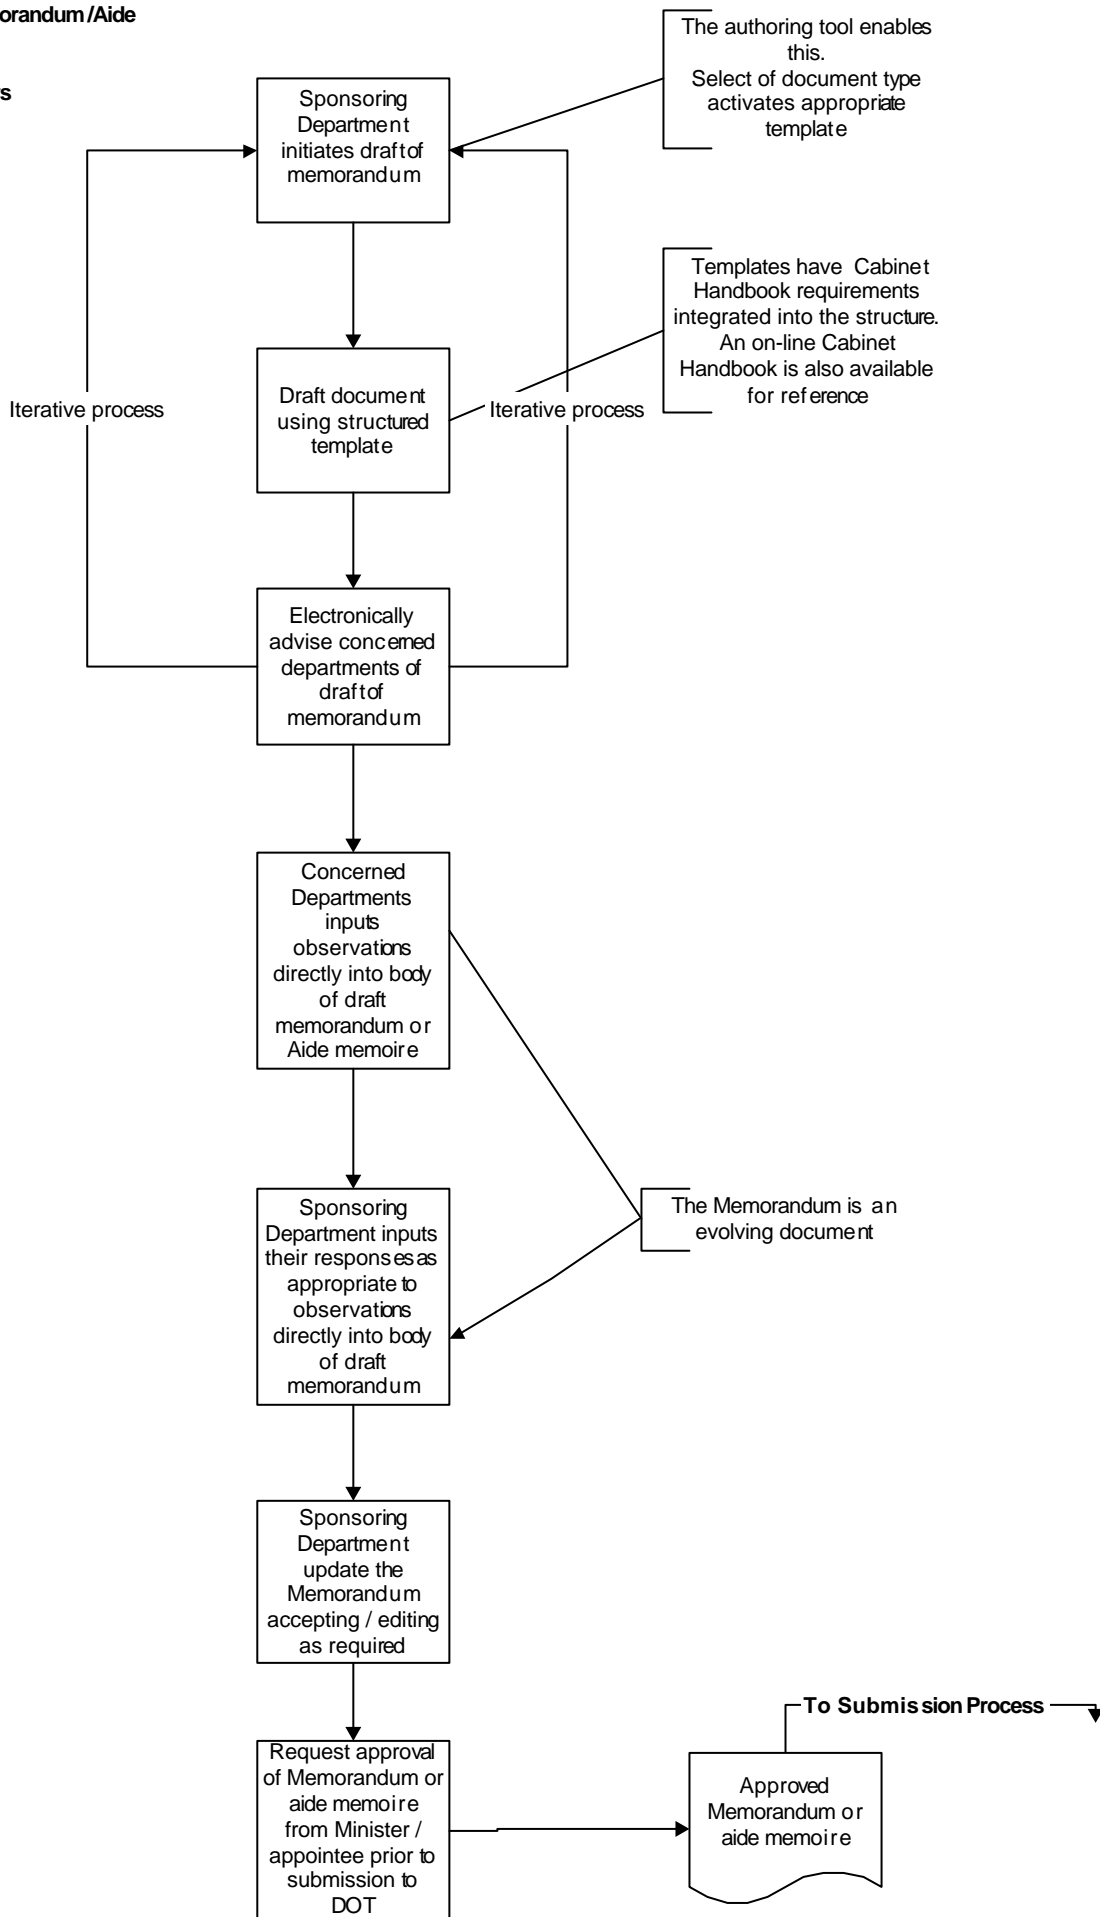 orandum /Aide
s
The authoring tool enables
this.
Select of document type
activates appropriate
template
Sponsoring
Department
initiates draft of
memorandum
Templates have Cabinet
Handbook requirements
integrated into the structure.
An on-line Cabinet
Handbook is also available
for reference
Iterative process
Draft document
using structured
template
Iterative process
Electronically
advise concerned
departments of
draft of
memorandum
Concerned
Departments
inputs
observations
directly into body
of draft
memorandum or
Aide memoire
Sponsoring
Department inputs
their responses as
appropriate to
observations
directly into body
of draft
memorandum
The Memorandum is an
evolving document
Sponsoring
Department
update the
Memorandum
accepting / editing
as required
To Submission Process
Request approval
of Memorandum or
aide memoire
from Minister /
appointee prior to
submission to
DOT
Approved
Memorandum or
aide memoire